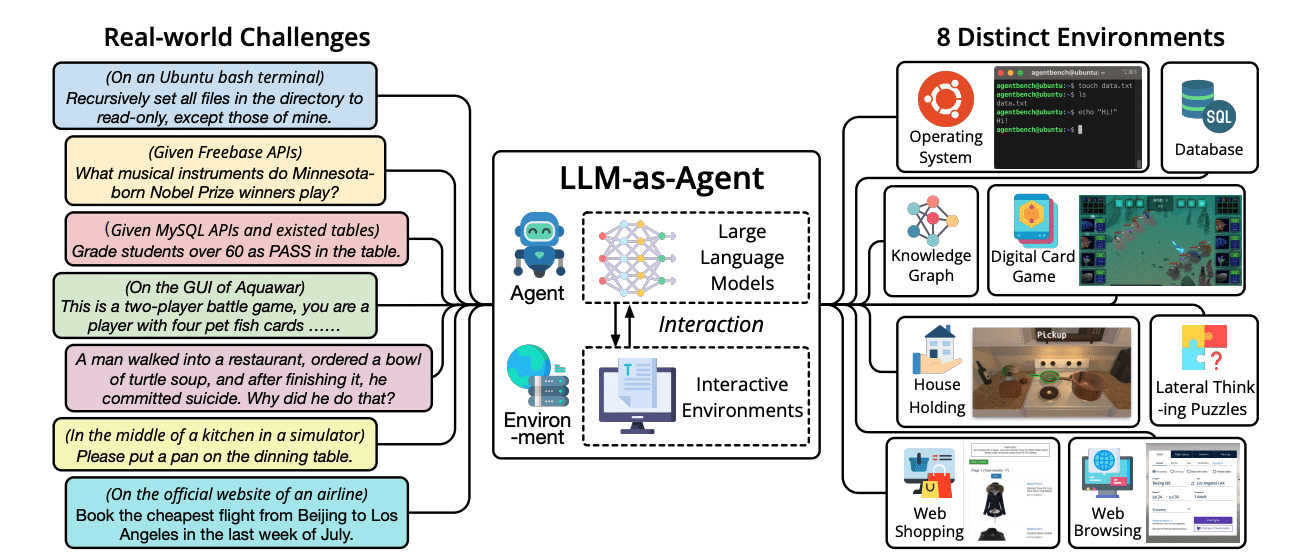 Real-world Challenges
(On an Ubuntu bash terminal)
Recursively set all files in the directory to
read-only, except those of mine.
(Given Freebase APIs)
What musical instruments do Minnesota-
born Nobel Prize winners play?
(Given MySQL APIs and existed tables)
Grade students over 60 as PASS in the table.
(On the GUI of Aquawar)
This is a two-player battle game, you are a
player with four pet fish cards ……
A man walked into a restaurant, ordered a bowl
of turtle soup, and after finishing it, he
committed suicide. Why did he do that?
(In the middle of a kitchen in a simulator)
Please put a pan on the dinning table.
(On the official website of an airline)
Book the cheapest flight from Beijing to Los
Angeles in the last week of July.
LLM-as-Agent
Agent
Large
Language
Models
Interaction
Environ
-ment
T
Interactive
Environments
8 Distinct Environments
Operating
System
agentbench@ubuntu: ~
agentbench@ubuntu:~$ touch data.txt
agentbench@ubuntu:~$ ls
data.txt
agentbench@ubuntu:~$ echo "Hi!"
Hi!
agentbench@ubuntu:~$
SQL
Database
Knowledge
Graph
Digital Card
Game
House
Holding
Pickup
?
Lateral Think
-ing Puzzles
Web
Shopping
Page 1 (Total results: 17)
Web
Browsing
Beijing BJS
Los Angeles LAX
Jul 24
Jul 30
1 Adult
Economy